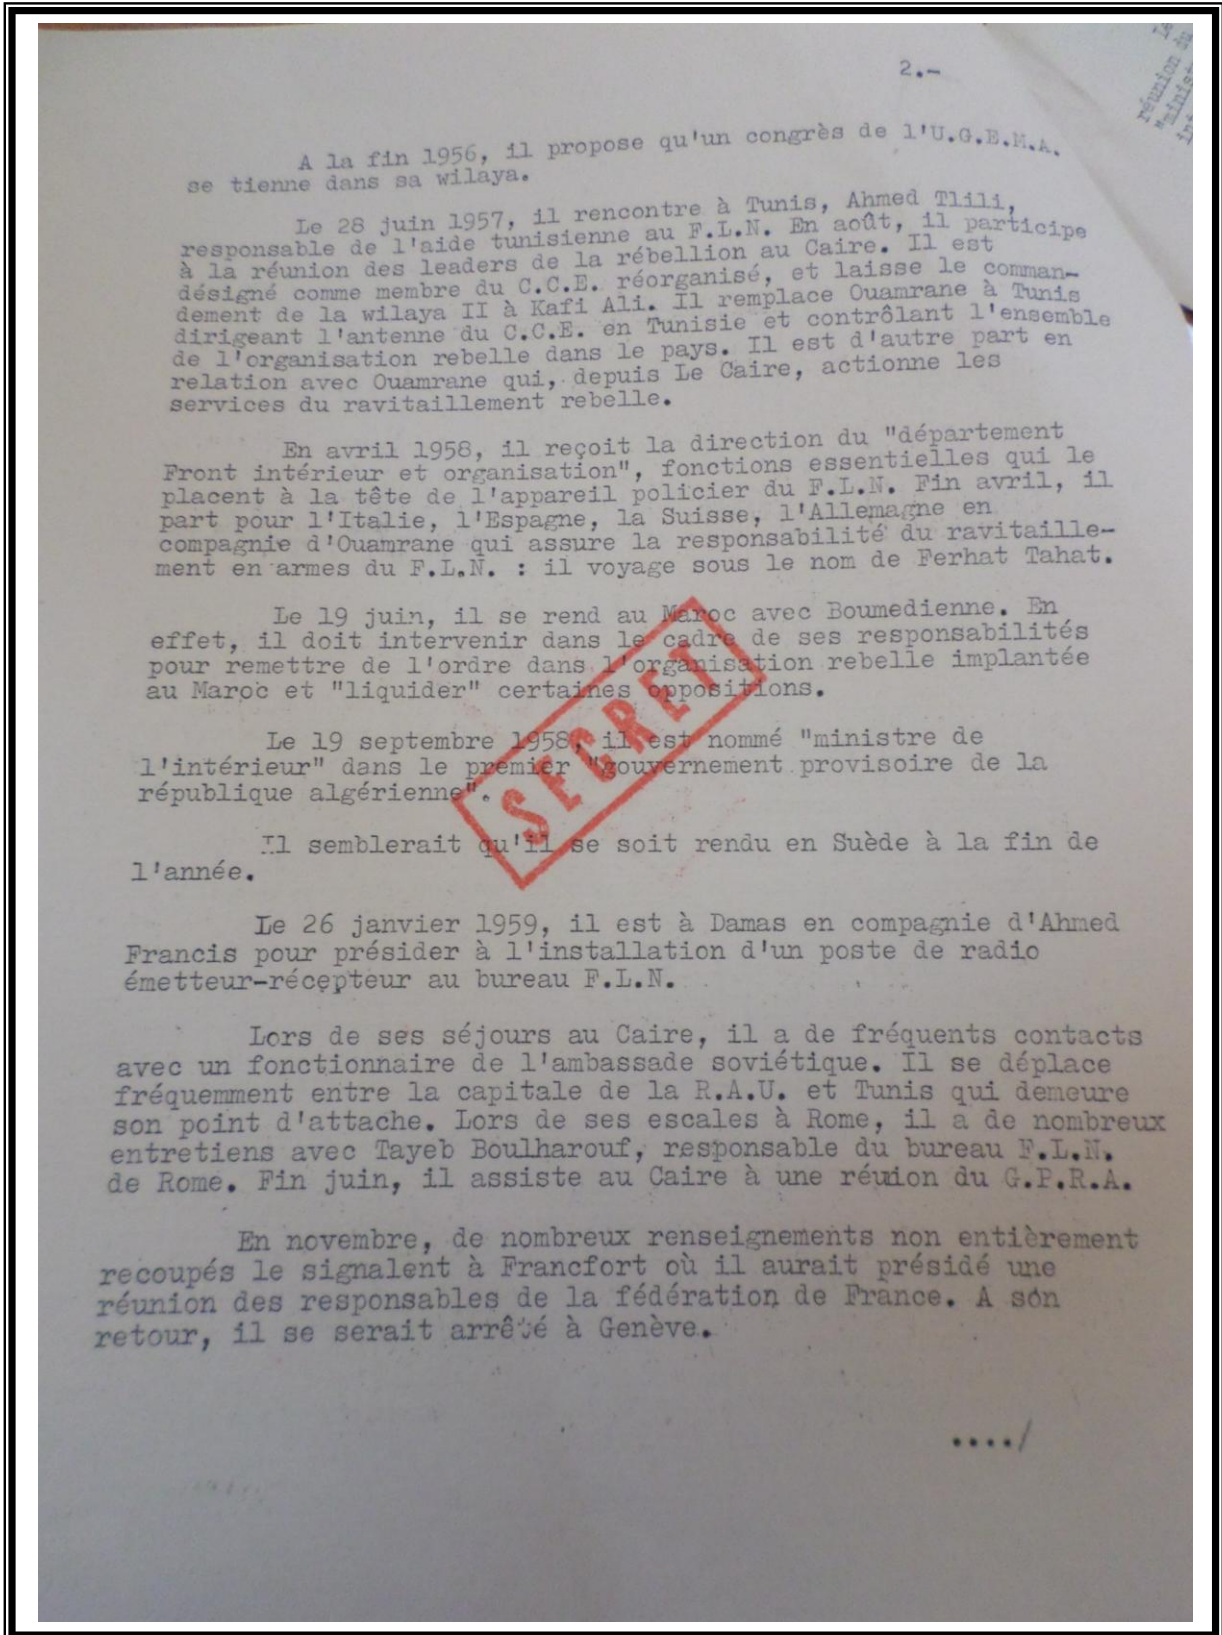 2.-
A la fin 1956, il propose qu'un congrès de l'U.G.E.M.A.
se tienne dans sa wilaya.
Le 28 juin 1957, il rencontre à Tunis, Ahmed Tlili,
responsable de l'aide tunisienne au F.L.N. En août, il participe
à la réunion des leaders de la rébellion au Caire. Il est
désigné comme membre du C.C.E. réorganisé, et laisse le comman-
dement de la wilaya II à Kafi Ali. Il remplace Ouamrane à Tunis
dirigeant l'antenne du C.C.E. en Tunisie et contrôlant l'ensemble
de l'organisation rebelle dans le pays. Il est d'autre part en
relation avec Ouamrane qui, depuis Le Caire, actionne les
services du ravitaillement rebelle.
En avril 1958, il reçoit la direction du "département
Front intérieur et organisation", fonctions essentielles qui le
placent à la tête de l'appareil policier du F.L.N. Fin avril, il
part pour l'Italie, l'Espagne, la Suisse, l'Allemagne en
compagnie d'Ouamrane qui assure la responsabilité du ravitaille-
ment en armes du F.L.N. : il voyage sous le nom de Ferhat Tahat.
Le 19 juin, il se rend au Maroc avec Boumedienne. En
effet, il doit intervenir dans le cadre de ses responsabilités
pour remettre de l'ordre dans l'organisation rebelle implantée
au Maroc et "liquider" certaines oppositions.
Le 19 septembre 1958, il est nommé "ministre de
l'intérieur" dans le premier "gouvernement provisoire de la
république algérienne".
SECRET
Il semblerait qu'il se soit rendu en Suède à la fin de
l'année.
Le 26 janvier 1959, il est à Damas en compagnie d'Ahmed
Francis pour présider à l'installation d'un poste de radio
émetteur-récepteur au bureau F.L.N.
Lors de ses séjours au Caire, il a de fréquents contacts
avec un fonctionnaire de l'ambassade soviétique. Il se déplace
fréquemment entre la capitale de la R.A.U. et Tunis qui demeure
son point d'attache. Lors de ses escales à Rome, il a de nombreux
entretiens avec Tayeb Boulharouf, responsable du bureau F.L.N.
de Rome. Fin juin, il assiste au Caire à une réunion du G.P.R.A.
En novembre, de nombreux renseignements non entièrement
recoupés le signalent à Francfort où il aurait présidé une
réunion des responsables de la fédération de France. A son
retour, il se serait arrêté à Genève.
..../
réunion du